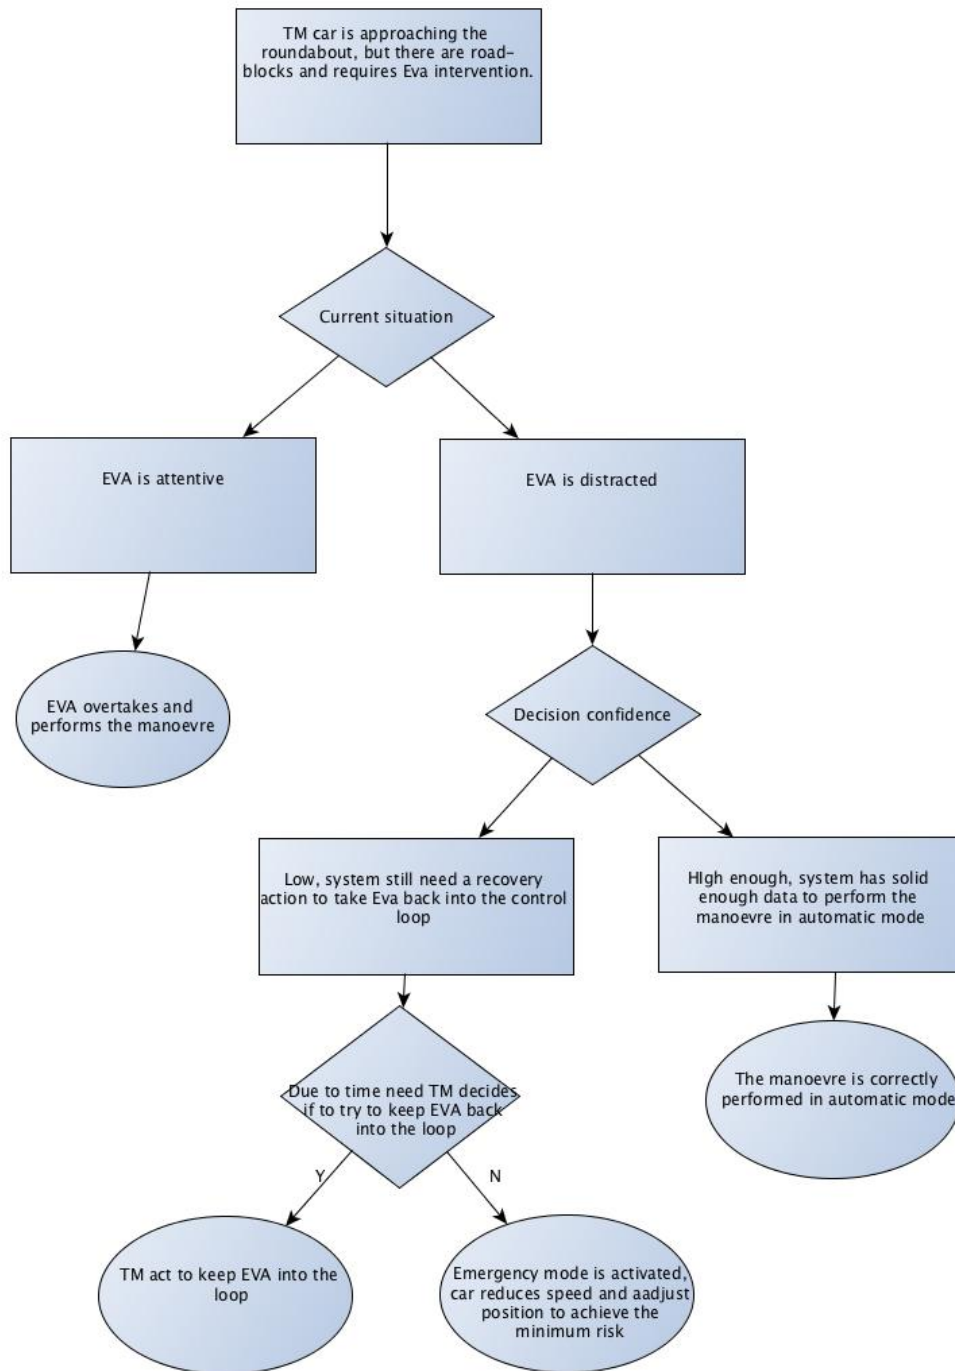 TM car is approaching the
roundabout, but there are road-
blocks and requires Eva intervention.
Current situation
EVA is attentive
EVA is distracted
EVA overtakes and
performs the manoevre
Decision confidence
Low, system still need a recovery
action to take Eva back into the control
loop
HIgh enough, system has solid
enough data to perform the
manoevre in automatic mode
Due to time need TM decides
if to try to keep EVA back
into the loop
The manoevre is correctly
performed in automatic mode
Y
N
TM act to keep EVA into the
loop
Emergency mode is activated,
car reduces speed and aadjust
position to achieve the
minimum risk